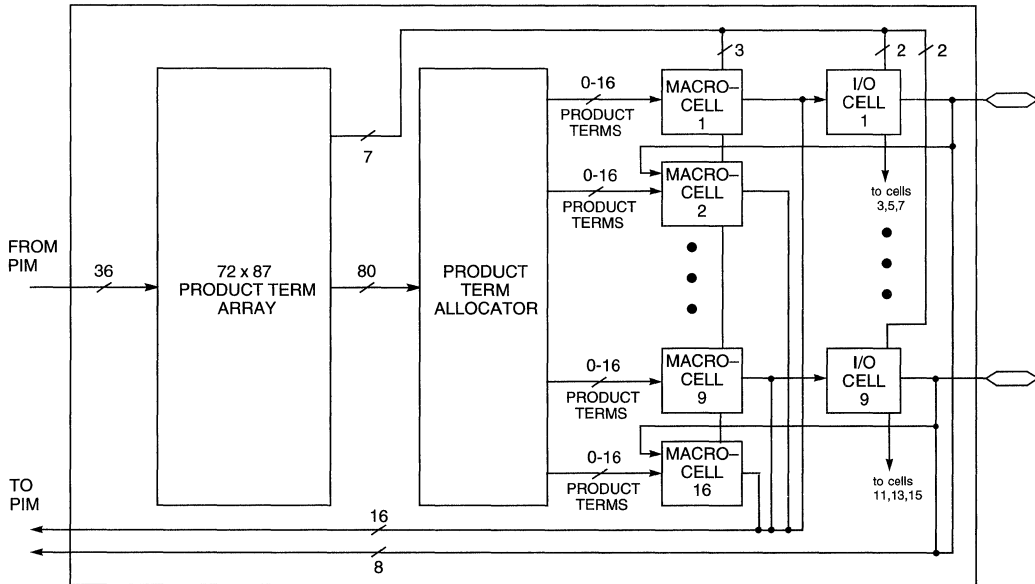 3
2
2
0-16
PRODUCT
TERMS
MACRO–
CELL
1
I/O
CELL
1
7
0-16
PRODUCT
TERMS
MACRO–
CELL
2
to cells
3,5,7
FROM
PIM
36
72 x 87
PRODUCT TERM
ARRAY
80
PRODUCT
TERM
ALLOCATOR
0-16
PRODUCT
TERMS
MACRO–
CELL
9
I/O
CELL
9
0-16
PRODUCT
TERMS
MACRO–
CELL
16
to cells
11,13,15
TO
PIM
16
8